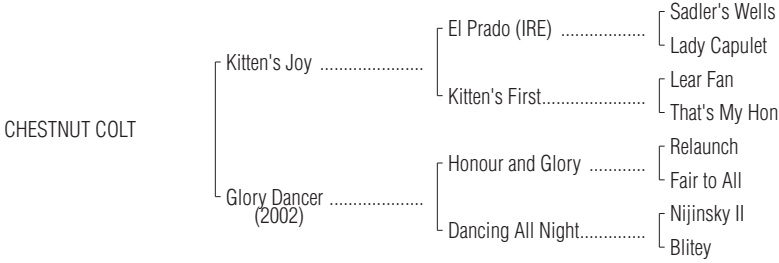 Sadler's Wells
El Prado (IRE) ..................
Lady Capulet
Kitten's Joy ......................
Lear Fan
Kitten's First......................
That's My Hon
CHESTNUT COLT
Relaunch
Honour and Glory ............
Fair to All
Glory Dancer ....................
(2002)
Nijinsky II
Dancing All Night..............
Blitey